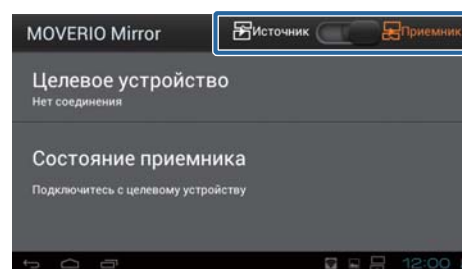 MOVERIO Mirror Источник Приемник
Целевое устройство
Нет соединения
Состояние приемника
Подключитесь с целевому устройству
12:00